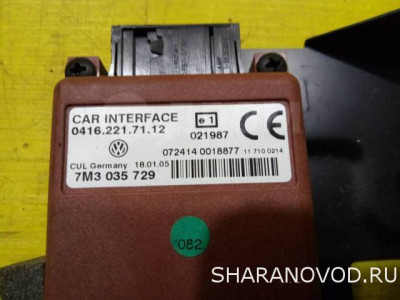 CAR INTERFACE
0416.221.71.12
e1
021987
CE
072414 0018877 11 710 0214
CUL Germany 18.01.05
7M3 035 729
082
SHARANOVOD.RU